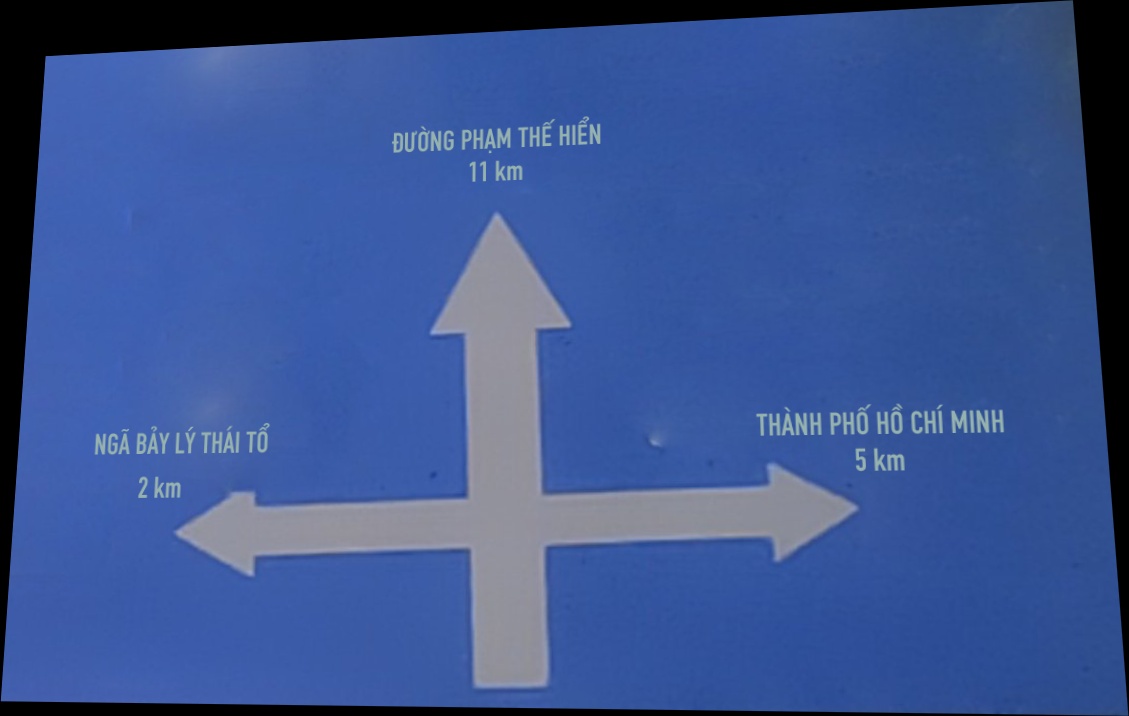 ĐƯỜNG PHẠM THẾ HIỂN
11 km
NGÃ BẢY LÝ THÁI TỔ
2 km
THÀNH PHỐ HỒ CHÍ MINH
5 km